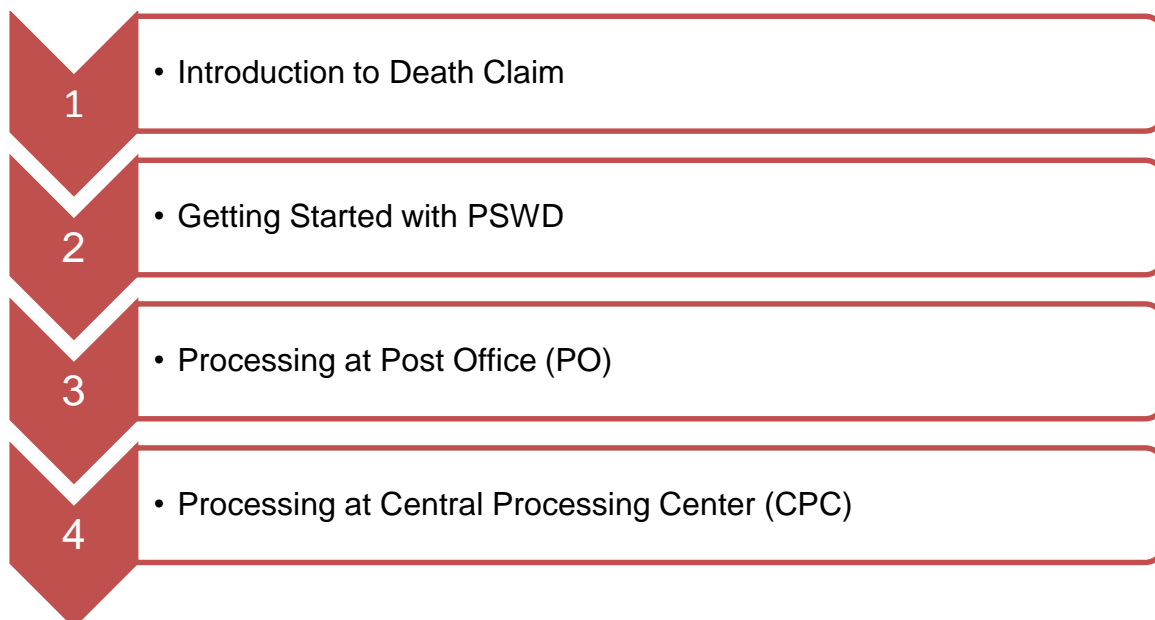 1
• Introduction to Death Claim
2
• Getting Started with PSWD
3
• Processing at Post Office (PO)
4
• Processing at Central Processing Center (CPC)